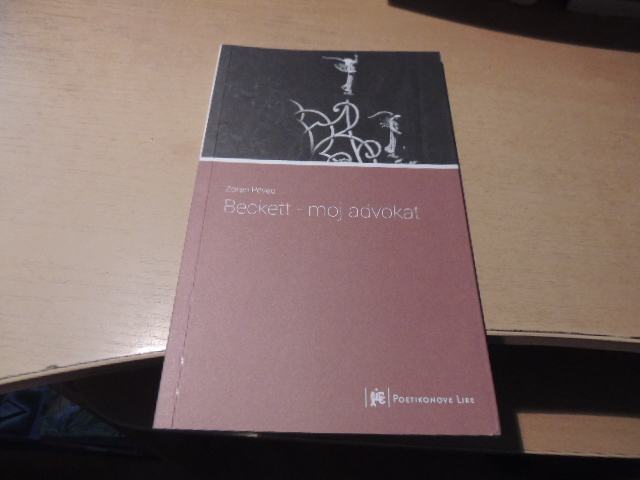 Zoran Pevec
Beckett - moj advokat
Poetikonove Lire